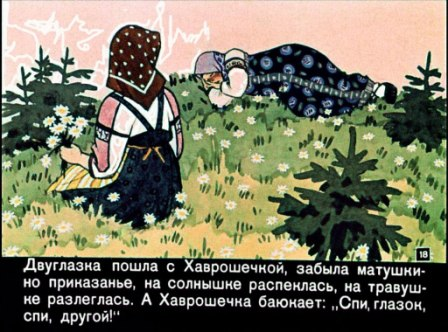 18
Двуглазка пошла с Хаврошечкой, забыла матушки-
но приказанье, на солнышке распеклась, на травуш-
ке разлеглась. А Хаврошечка баюкает: „Спи, глазок,
спи, другой!“